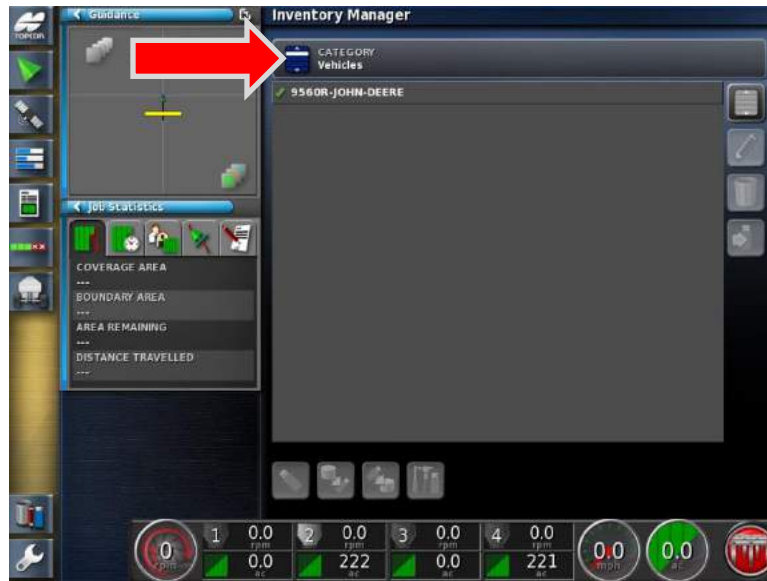 TOPCON
Guidance
Inventory Manager
CATEGORY
Vehicles
9560R-JOHN-DEERE
Job Statistics
COVERAGE AREA
---
BOUNDARY AREA
---
AREA REMAINING
---
DISTANCE TRAVELLED
---
0
rpm
1
0.0
rpm
0.0
ac
2
0.0
rpm
222
ac
3
0.0
rpm
0.0
ac
4
0.0
rpm
221
ac
0.0
mph
0.0
ac